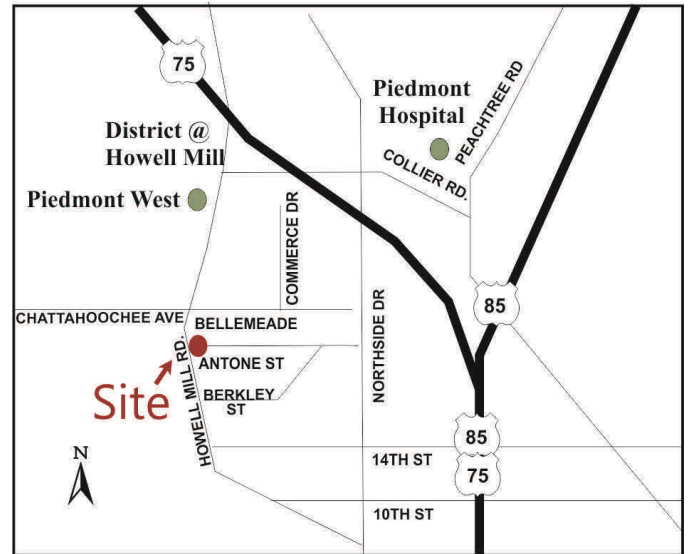 75
Piedmont
Hospital
PEACHTREE RD
District @
Howell Mill
COLLIER RD.
Piedmont West
COMMERCE DR
NORTHSIDE DR
85
CHATTAHOOCHEE AVE
BELLEMEADE
HOWELL MILL RD.
ANTONE ST
Site
BERKLEY
ST
N
85
14TH ST
75
10TH ST